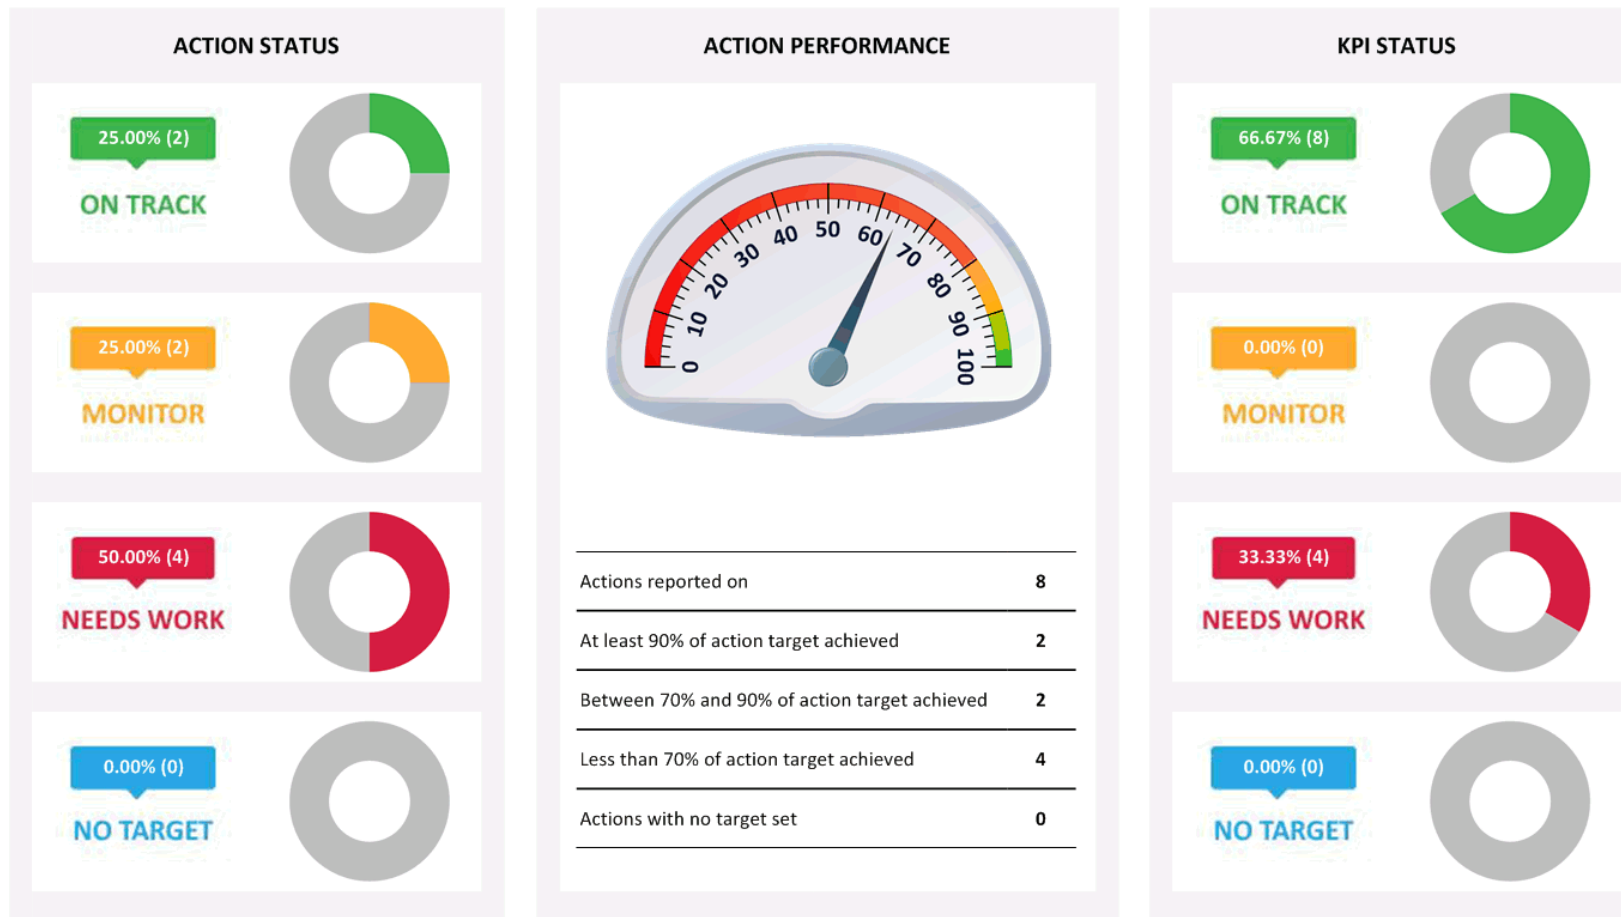 ACTION STATUS
25.00% (2)
ON TRACK
25.00% (2)
MONITOR
50.00% (4)
NEEDS WORK
0.00% (0)
NO TARGET
ACTION PERFORMANCE
0
10
20
30
40
50
60
70
80
90
100
Actions reported on 8
At least 90% of action target achieved 2
Between 70% and 90% of action target achieved 2
Less than 70% of action target achieved 4
Actions with no target set 0
KPI STATUS
66.67% (8)
ON TRACK
0.00% (0)
MONITOR
33.33% (4)
NEEDS WORK
0.00% (0)
NO TARGET